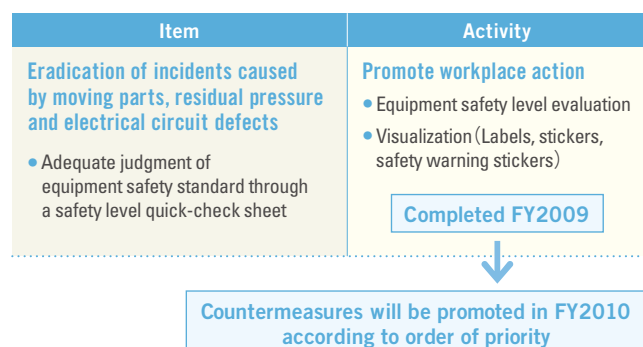 Item
Activity
Eradication of incidents caused
by moving parts, residual pressure
and electrical circuit defects
• Adequate judgment of
equipment safety standard through
a safety level quick-check sheet
Promote workplace action
• Equipment safety level evaluation
• Visualization (Labels, stickers,
safety warning stickers)
Completed FY2009
Countermeasures will be promoted in FY2010
according to order of priority